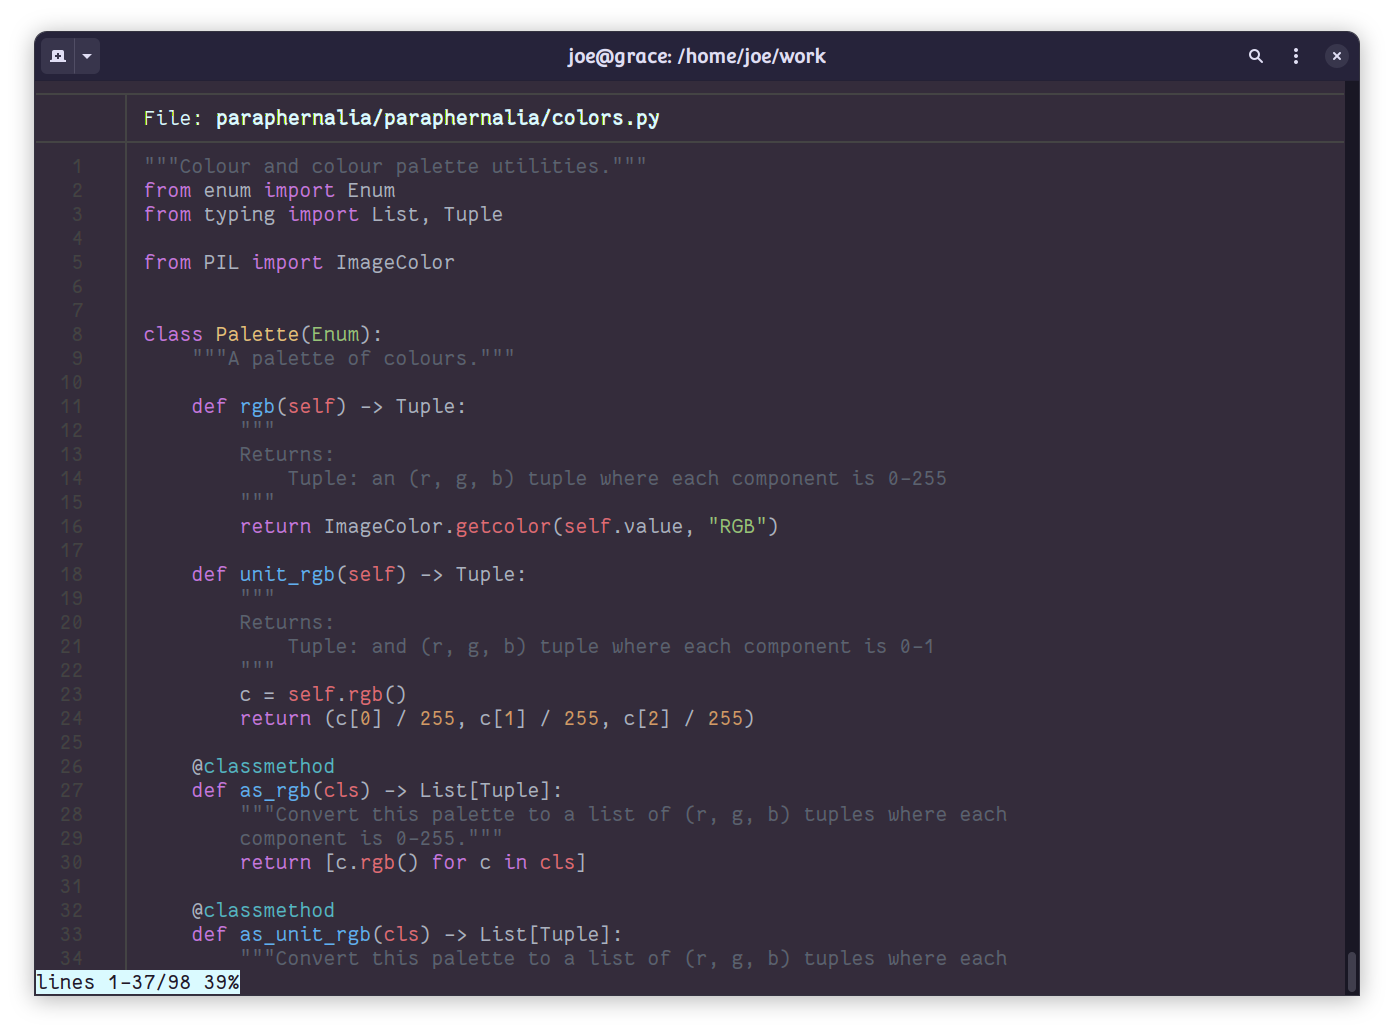 joe@grace: /home/joe/work
File: paraphernalia/paraphernalia/colors.py
1 """Colour and colour palette utilities."""
2 from enum import Enum
3 from typing import List, Tuple
4
5 from PIL import ImageColor
6
7
8 class Palette(Enum):
9     """A palette of colours."""
10
11     def rgb(self) -> Tuple:
12         """
13         Returns:
14             Tuple: an (r, g, b) tuple where each component is 0-255
15         """
16         return ImageColor.getcolor(self.value, "RGB")
17
18     def unit_rgb(self) -> Tuple:
19         """
20         Returns:
21             Tuple: and (r, g, b) tuple where each component is 0-1
22         """
23         c = self.rgb()
24         return (c[0] / 255, c[1] / 255, c[2] / 255)
25
26     @classmethod
27     def as_rgb(cls) -> List[Tuple]:
28         """Convert this palette to a list of (r, g, b) tuples where each
29         component is 0-255."""
30         return [c.rgb() for c in cls]
31
32     @classmethod
33     def as_unit_rgb(cls) -> List[Tuple]:
34         """Convert this palette to a list of (r, g, b) tuples where each
lines 1-37/98 39%